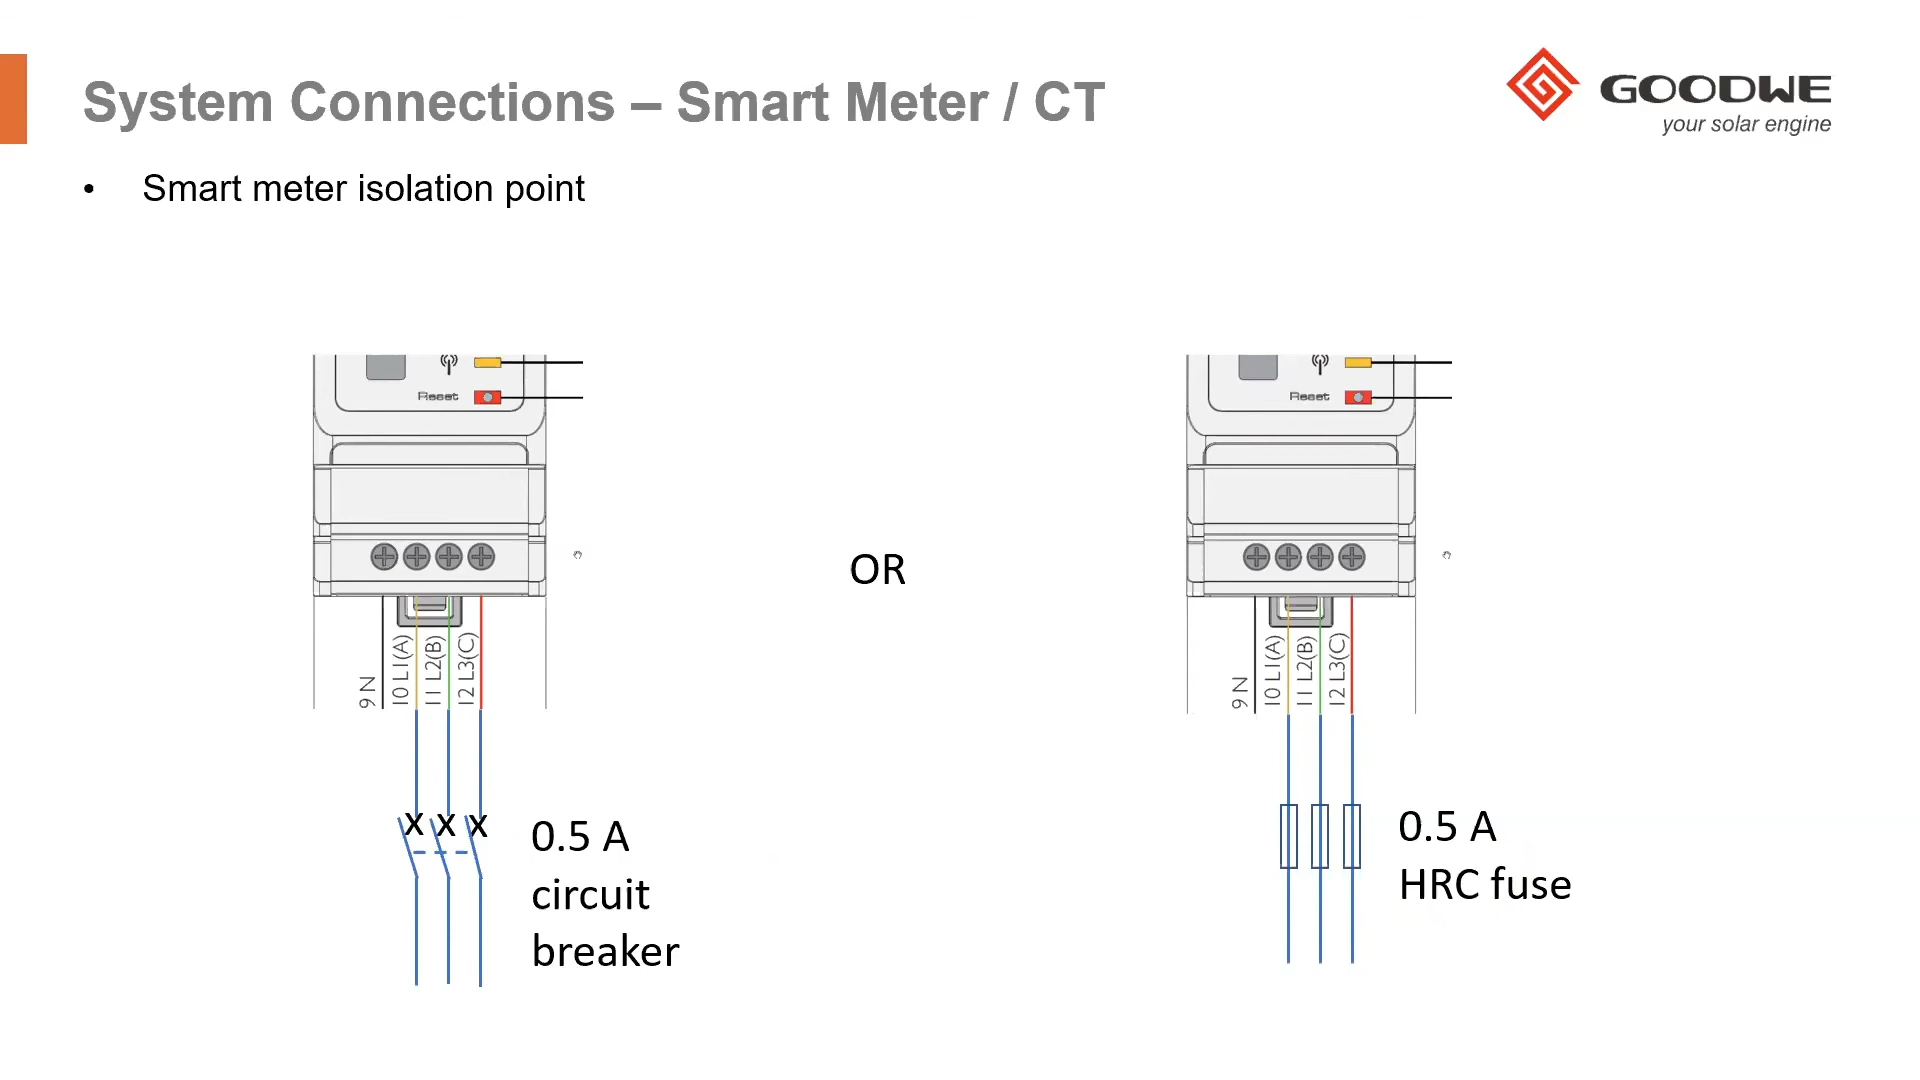 System Connections – Smart Meter / CT
GOODWE
your solar engine
• Smart meter isolation point
Reset
9 N
10 L1(A)
11 L2(B)
12 L3(C)
X X X
0.5 A
circuit
breaker
OR
Reset
9 N
10 L1(A)
11 L2(B)
12 L3(C)
0.5 A
HRC fuse